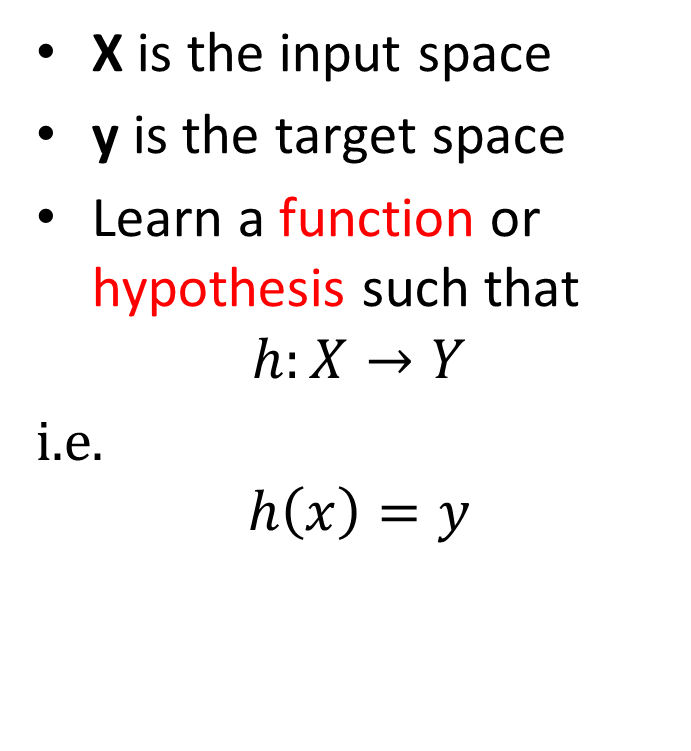 • X is the input space
• y is the target space
• Learn a function or
hypothesis such that
ℎ: 𝑋 → 𝑌
i.e.
ℎ(𝑥) = 𝑦